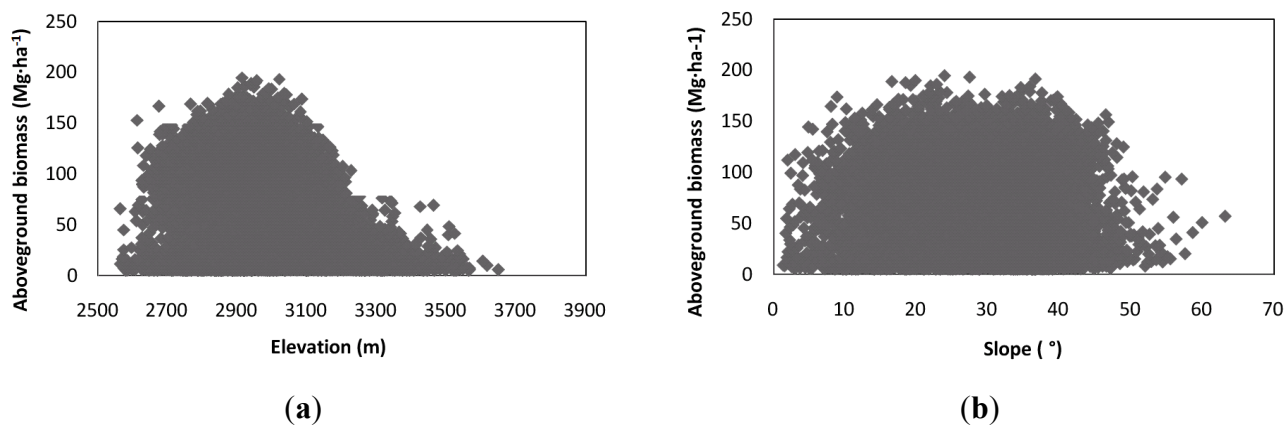 250
200
150
100
50
0
2500 2700 2900 3100 3300 3500 3700 3900
Aboveground biomass (Mg·ha⁻¹)
Elevation (m)
(a)
250
200
150
100
50
0
0 10 20 30 40 50 60 70
Aboveground biomass (Mg·ha-1)
Slope ( °)
(b)